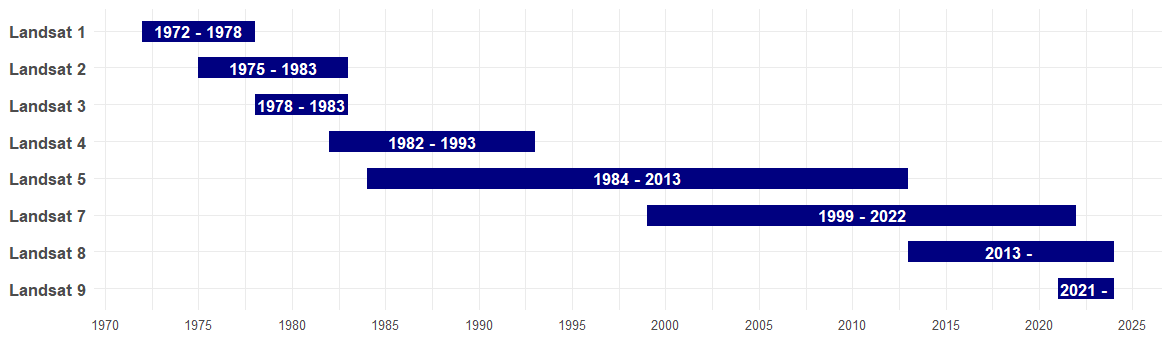 Landsat 1 1972 - 1978
Landsat 2 1975 - 1983
Landsat 3 1978 - 1983
Landsat 4 1982 - 1993
Landsat 5 1984 - 2013
Landsat 7 1999 - 2022
Landsat 8 2013 -
Landsat 9 2021 -
1970 1975 1980 1985 1990 1995 2000 2005 2010 2015 2020 2025